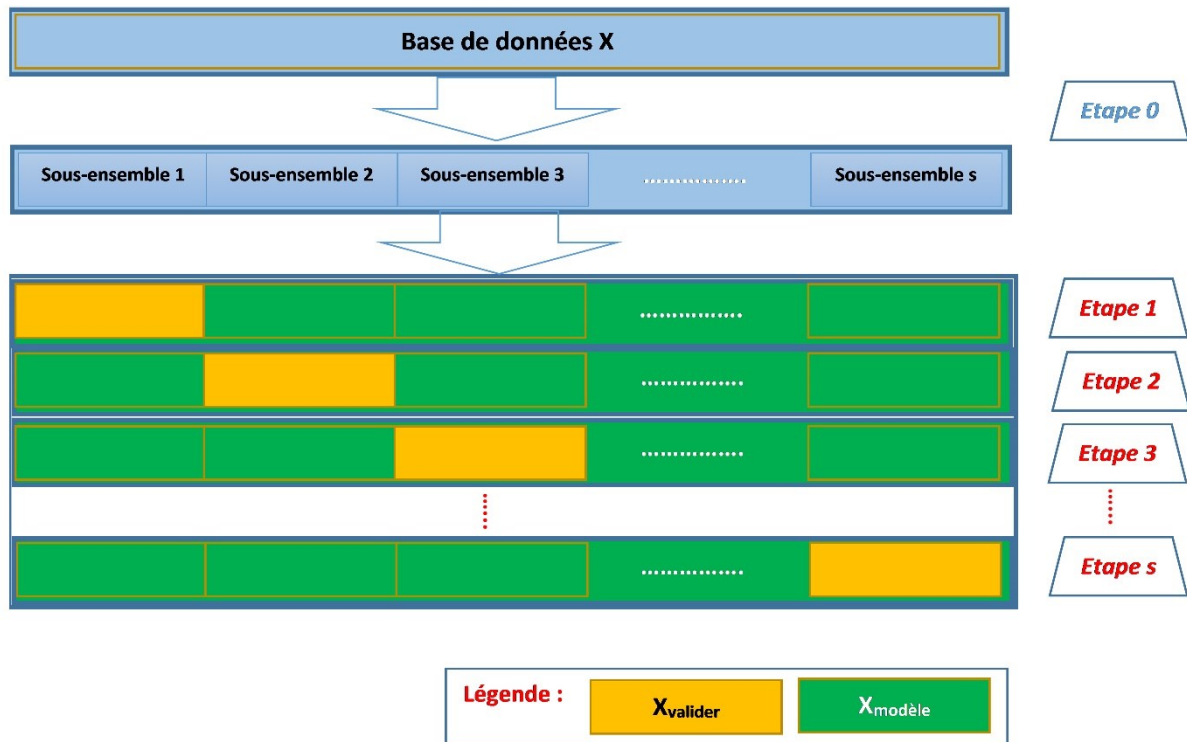 Base de données X
Etape 0
Sous-ensemble 1 Sous-ensemble 2 Sous-ensemble 3 ................ Sous-ensemble s
................ Etape 1
................ Etape 2
................ Etape 3
................ Etape s
Légende : Xvalider Xmodèle